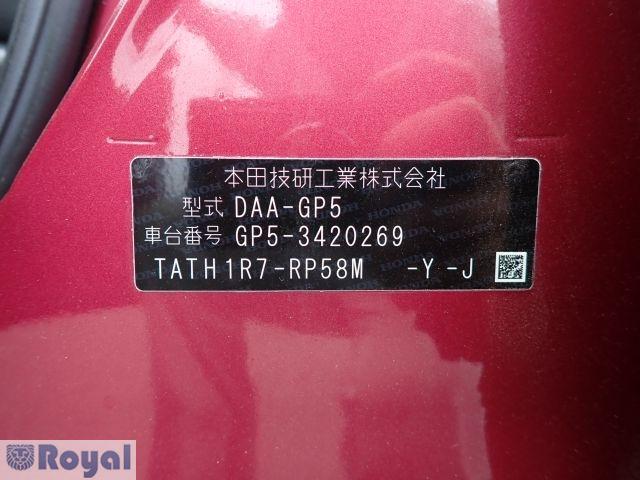 本田技研工業株式会社
型式 DAA-GP5
車台番号 GP5-3420269
TATH1R7-RP58M -Y -J
Royal